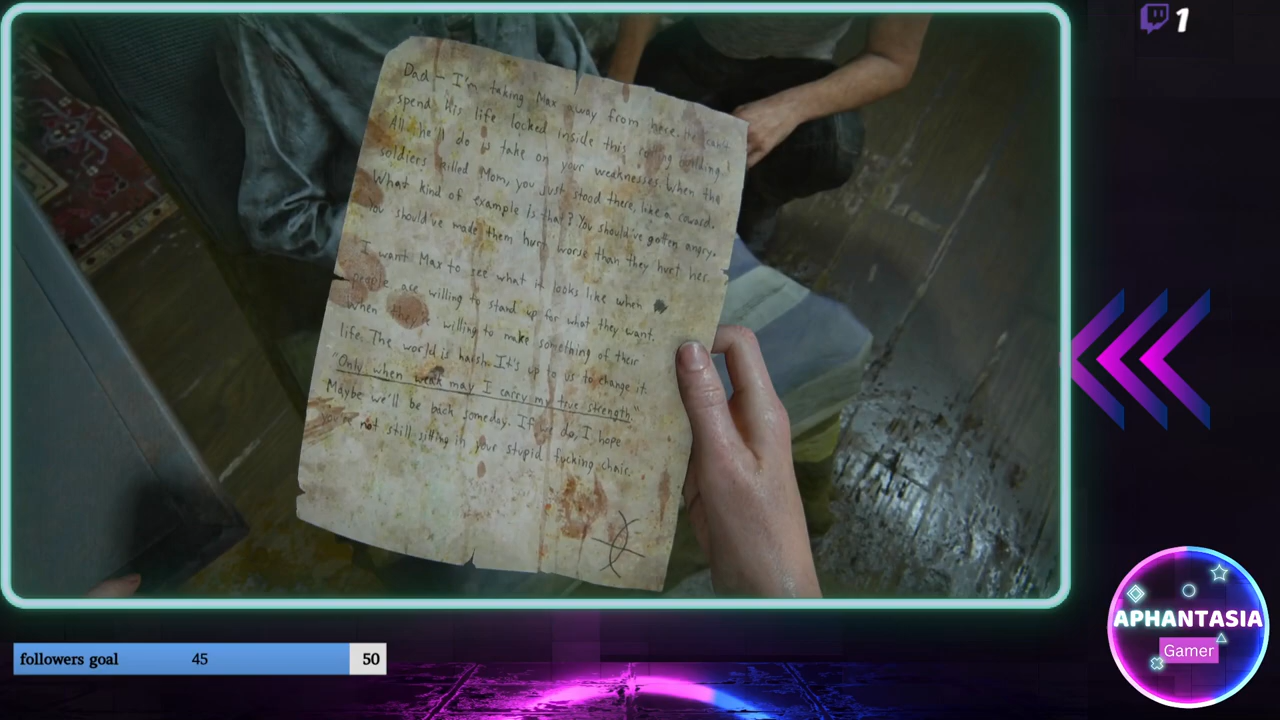 Dad - I'm taking Max away from here. He can't
spend his life locked inside this rotting building.
All he'll do is take on your weaknesses. When the
soldiers killed Mom, you just stood there, like a coward.
What kind of example is that? You should've gotten angry.
You should've made them hurt worse than they hurt her.
I want Max to see what it looks like when
people are willing to stand up for what they want.
When they're willing to make something of their
life. The world is harsh. It's up to us to change it.
"Only when weak may I carry my true strength."
Maybe we'll be back someday. If we do, I hope
you're not still sitting in your stupid fucking chair.
1
followers goal 45 50
APHANTASIA
Gamer